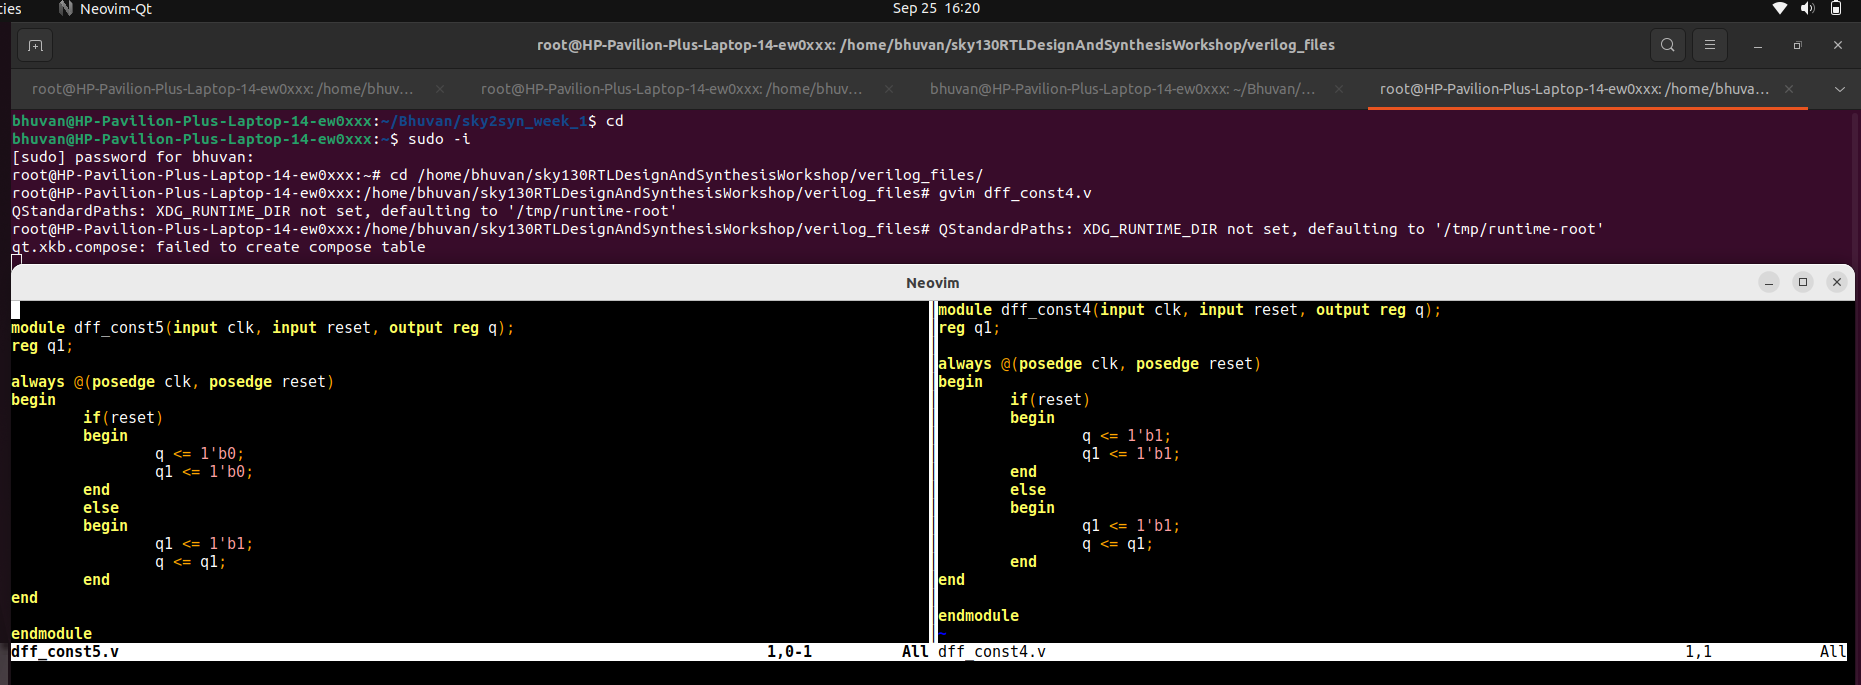 ties Neovim-Qt Sep 25 16:20
root@HP-Pavilion-Plus-Laptop-14-ew0xxx: /home/bhuvan/sky130RTLDesignAndSynthesisWorkshop/verilog_files
root@HP-Pavilion-Plus-Laptop-14-ew0xxx: /home/bhuv... × root@HP-Pavilion-Plus-Laptop-14-ew0xxx: /home/bhuv... × bhuvan@HP-Pavilion-Plus-Laptop-14-ew0xxx: ~/Bhuvan/... × root@HP-Pavilion-Plus-Laptop-14-ew0xxx: /home/bhuva... ×
bhuvan@HP-Pavilion-Plus-Laptop-14-ew0xxx:~/Bhuvan/sky2syn_week_1$ cd
bhuvan@HP-Pavilion-Plus-Laptop-14-ew0xxx:~$ sudo -i
[sudo] password for bhuvan:
root@HP-Pavilion-Plus-Laptop-14-ew0xxx:~# cd /home/bhuvan/sky130RTLDesignAndSynthesisWorkshop/verilog_files/
root@HP-Pavilion-Plus-Laptop-14-ew0xxx:/home/bhuvan/sky130RTLDesignAndSynthesisWorkshop/verilog_files# gvim dff_const4.v
QStandardPaths: XDG_RUNTIME_DIR not set, defaulting to '/tmp/runtime-root'
root@HP-Pavilion-Plus-Laptop-14-ew0xxx:/home/bhuvan/sky130RTLDesignAndSynthesisWorkshop/verilog_files# QStandardPaths: XDG_RUNTIME_DIR not set, defaulting to '/tmp/runtime-root'
qt.xkb.compose: failed to create compose table
Neovim
module dff_const5(input clk, input reset, output reg q);
reg q1;
always @(posedge clk, posedge reset)
begin
if(reset)
begin
q <= 1'b0;
q1 <= 1'b0;
end
else
begin
q1 <= 1'b1;
q <= q1;
end
end
endmodule
dff_const5.v 1,0-1 All
module dff_const4(input clk, input reset, output reg q);
reg q1;
always @(posedge clk, posedge reset)
begin
if(reset)
begin
q <= 1'b1;
q1 <= 1'b1;
end
else
begin
q1 <= 1'b1;
q <= q1;
end
end
endmodule
~
dff_const4.v 1,1 All